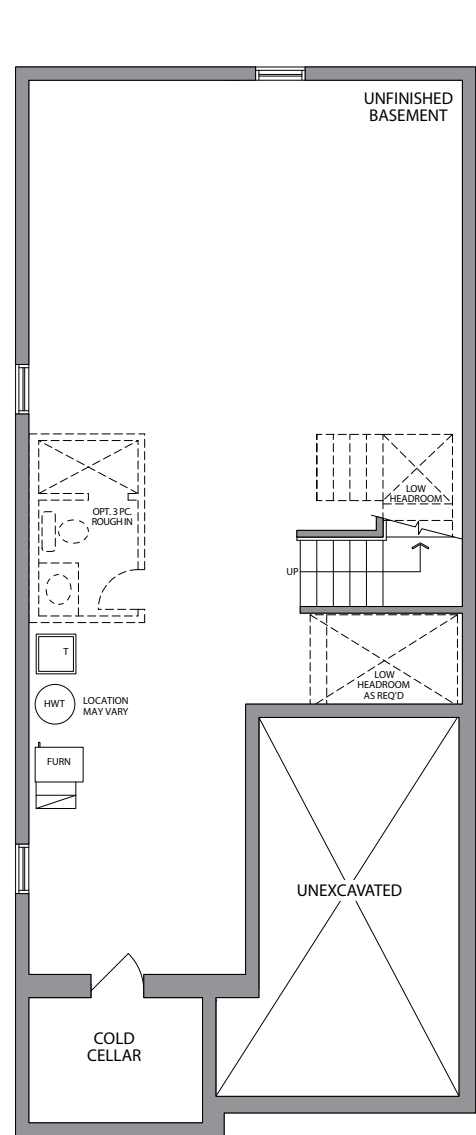 UNFINISHED
BASEMENT
LOW
HEADROOM
OPT. 3 PC.
ROUGH IN
UP
T
LOW
HEADROOM
AS REQ'D
HWT
LOCATION
MAY VARY
FURN
UNEXCAVATED
COLD
CELLAR